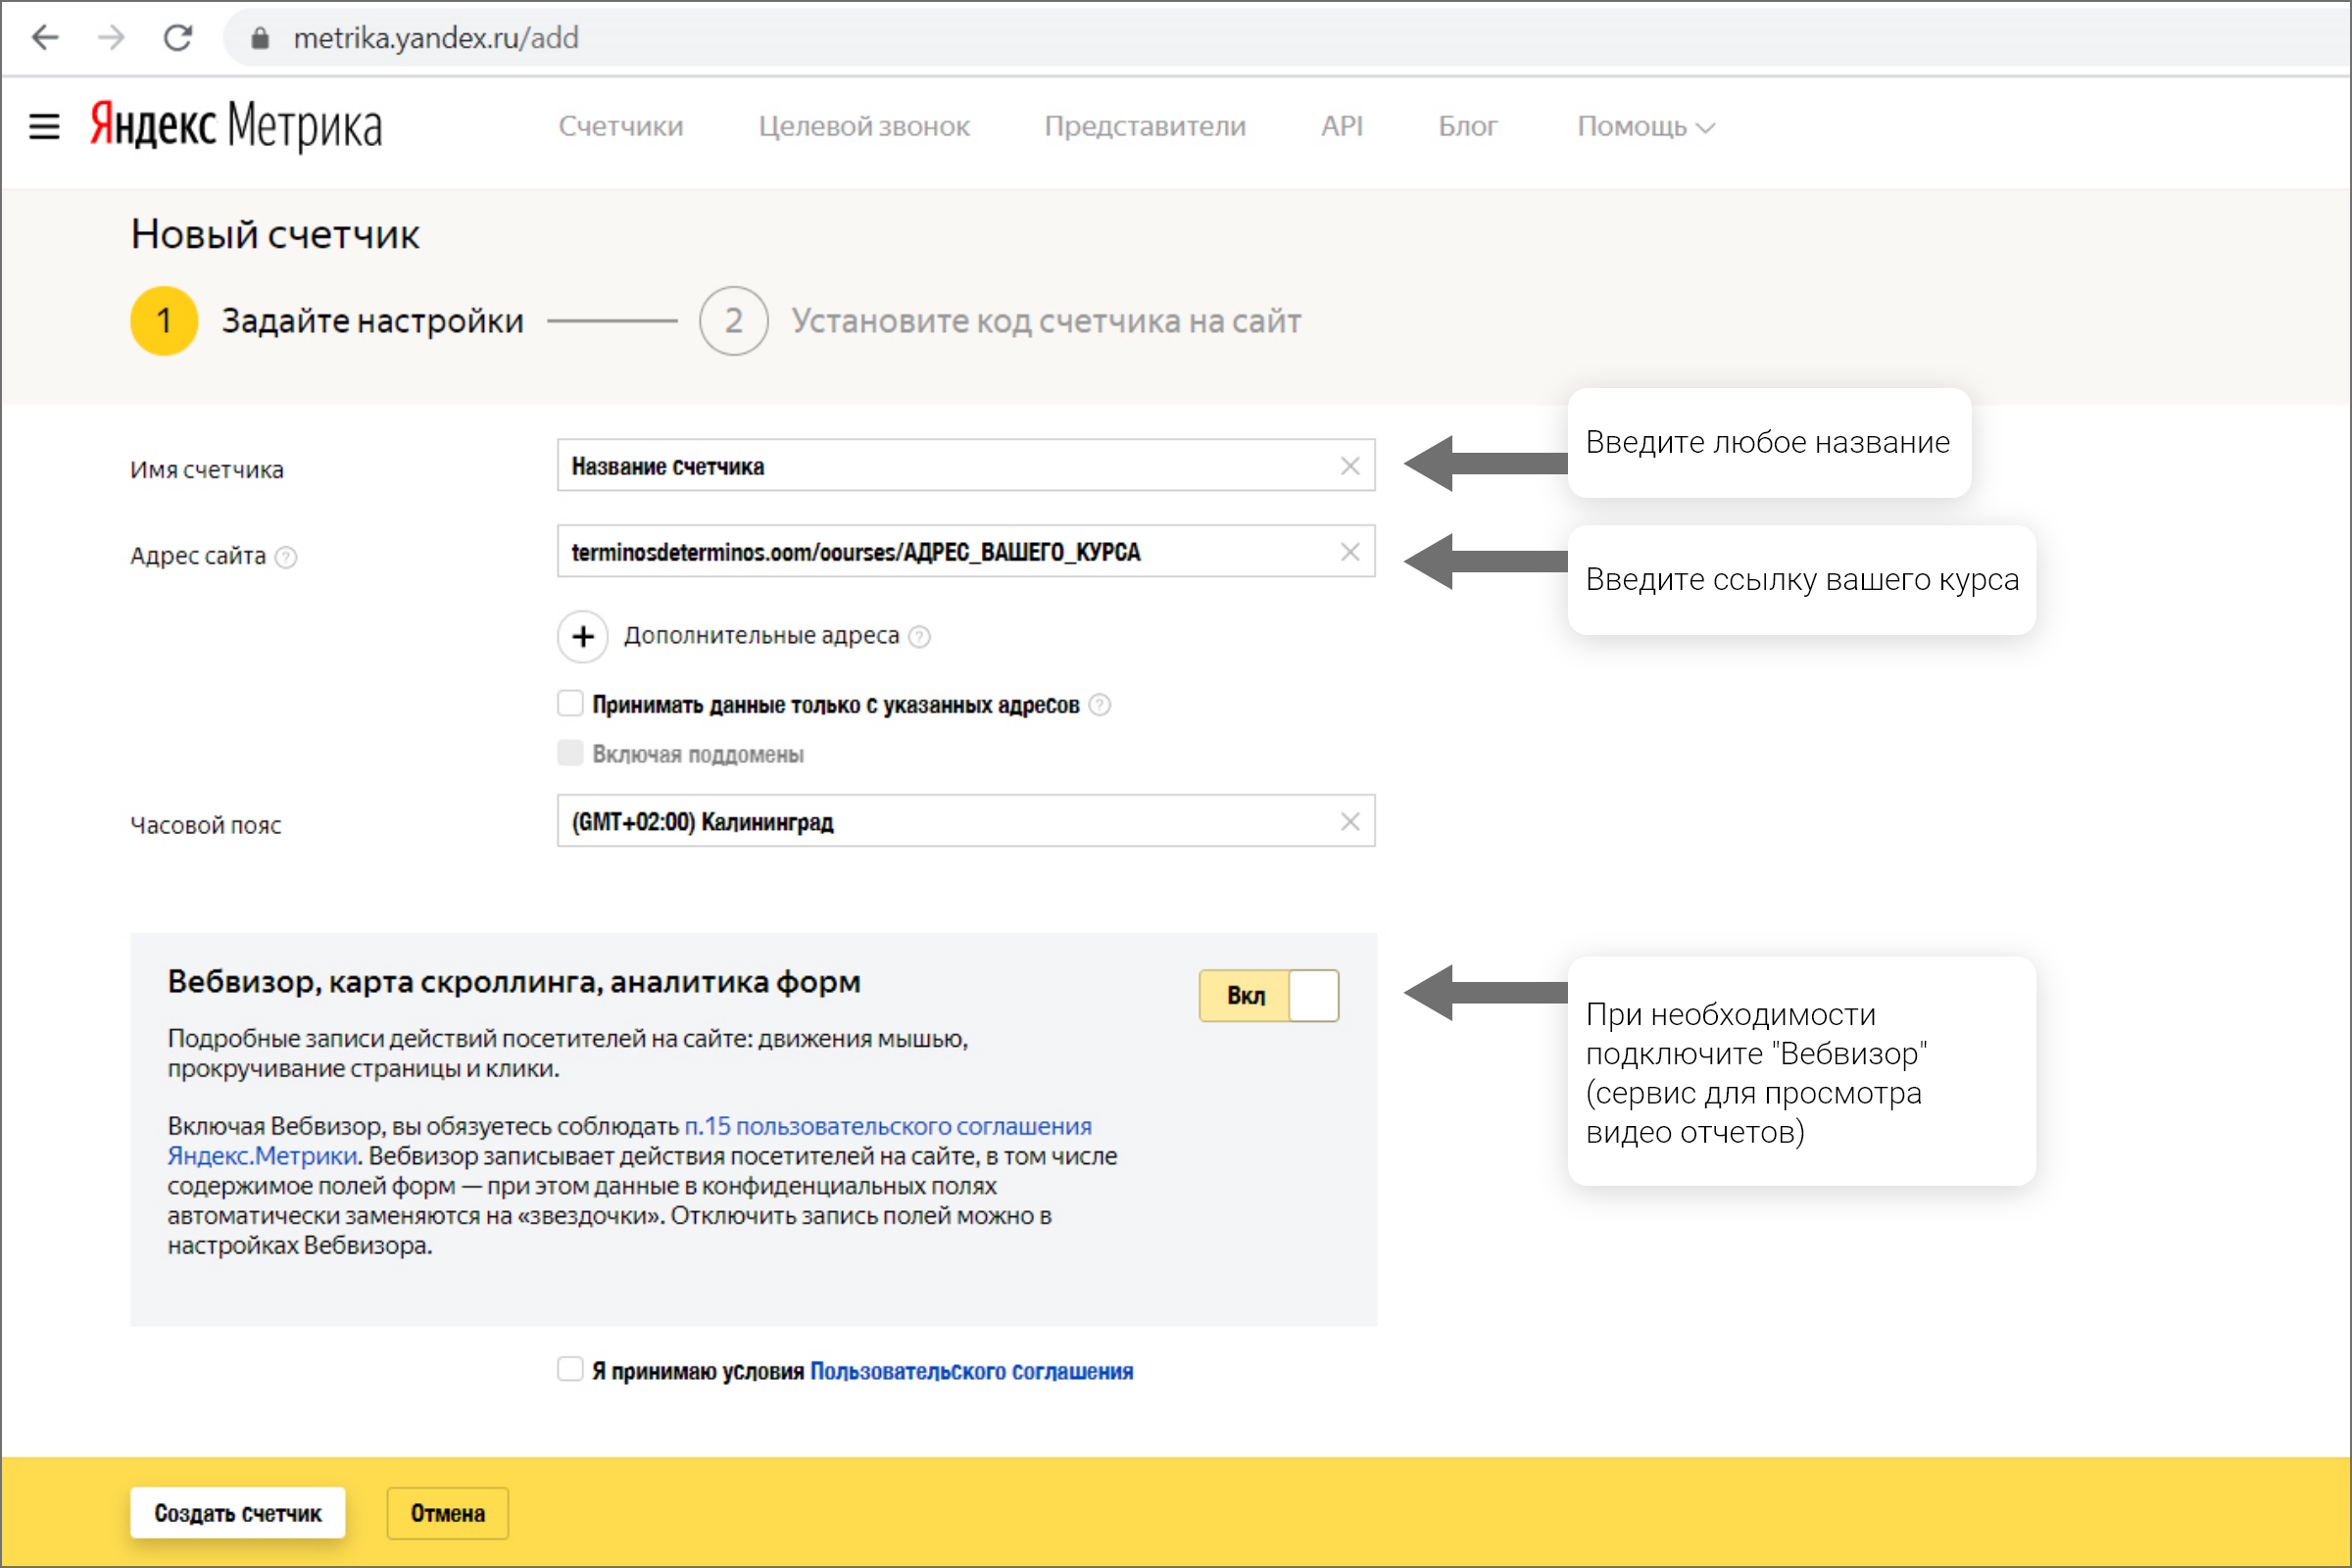 metrika.yandex.ru/add
Яндекс Метрика
Счетчики
Целевой звонок
Представители
API
Блог
Помощь
Новый счетчик
1 Задайте настройки
2 Установите код счетчика на сайт
Имя счетчика
Название счетчика
Введите любое название
Адрес сайта ?
terminosdeterminos.oom/oourses/АДРЕС_ВАШЕГО_КУРСА
Введите ссылку вашего курса
+ Дополнительные адреса ?
Принимать данные только с указанных адресов ?
Включая поддомены
Часовой пояс
(GMT+02:00) Калининград
Вебвизор, карта скроллинга, аналитика форм
Вкл
Подробные записи действий посетителей на сайте: движения мышью,
прокручивание страницы и клики.
Включая Вебвизор, вы обязуетесь соблюдать п.15 пользовательского соглашения
Яндекс.Метрики. Вебвизор записывает действия посетителей на сайте, в том числе
содержимое полей форм — при этом данные в конфиденциальных полях
автоматически заменяются на «звездочки». Отключить запись полей можно в
настройках Вебвизора.
При необходимости
подключите "Вебвизор"
(сервис для просмотра
видео отчетов)
Я принимаю условия Пользовательского соглашения
Создать счетчик
Отмена